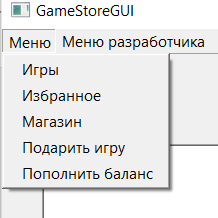 GameStoreGUI
Меню Меню разработчика
Игры
Избранное
Магазин
Подарить игру
Пополнить баланс